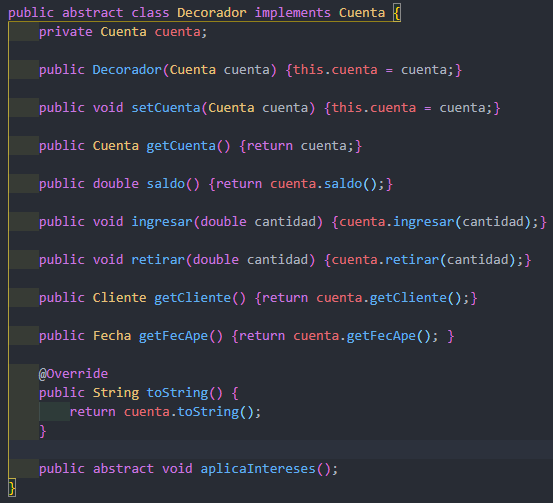 public abstract class Decorador implements Cuenta {
    private Cuenta cuenta;
    public Decorador(Cuenta cuenta) {this.cuenta = cuenta;}
    public void setCuenta(Cuenta cuenta) {this.cuenta = cuenta;}
    public Cuenta getCuenta() {return cuenta;}
    public double saldo() {return cuenta.saldo();}
    public void ingresar(double cantidad) {cuenta.ingresar(cantidad);}
    public void retirar(double cantidad) {cuenta.retirar(cantidad);}
    public Cliente getCliente() {return cuenta.getCliente();}
    public Fecha getFecApe() {return cuenta.getFecApe(); }
    @Override
    public String toString() {
        return cuenta.toString();
    }
    public abstract void aplicaIntereses();
}